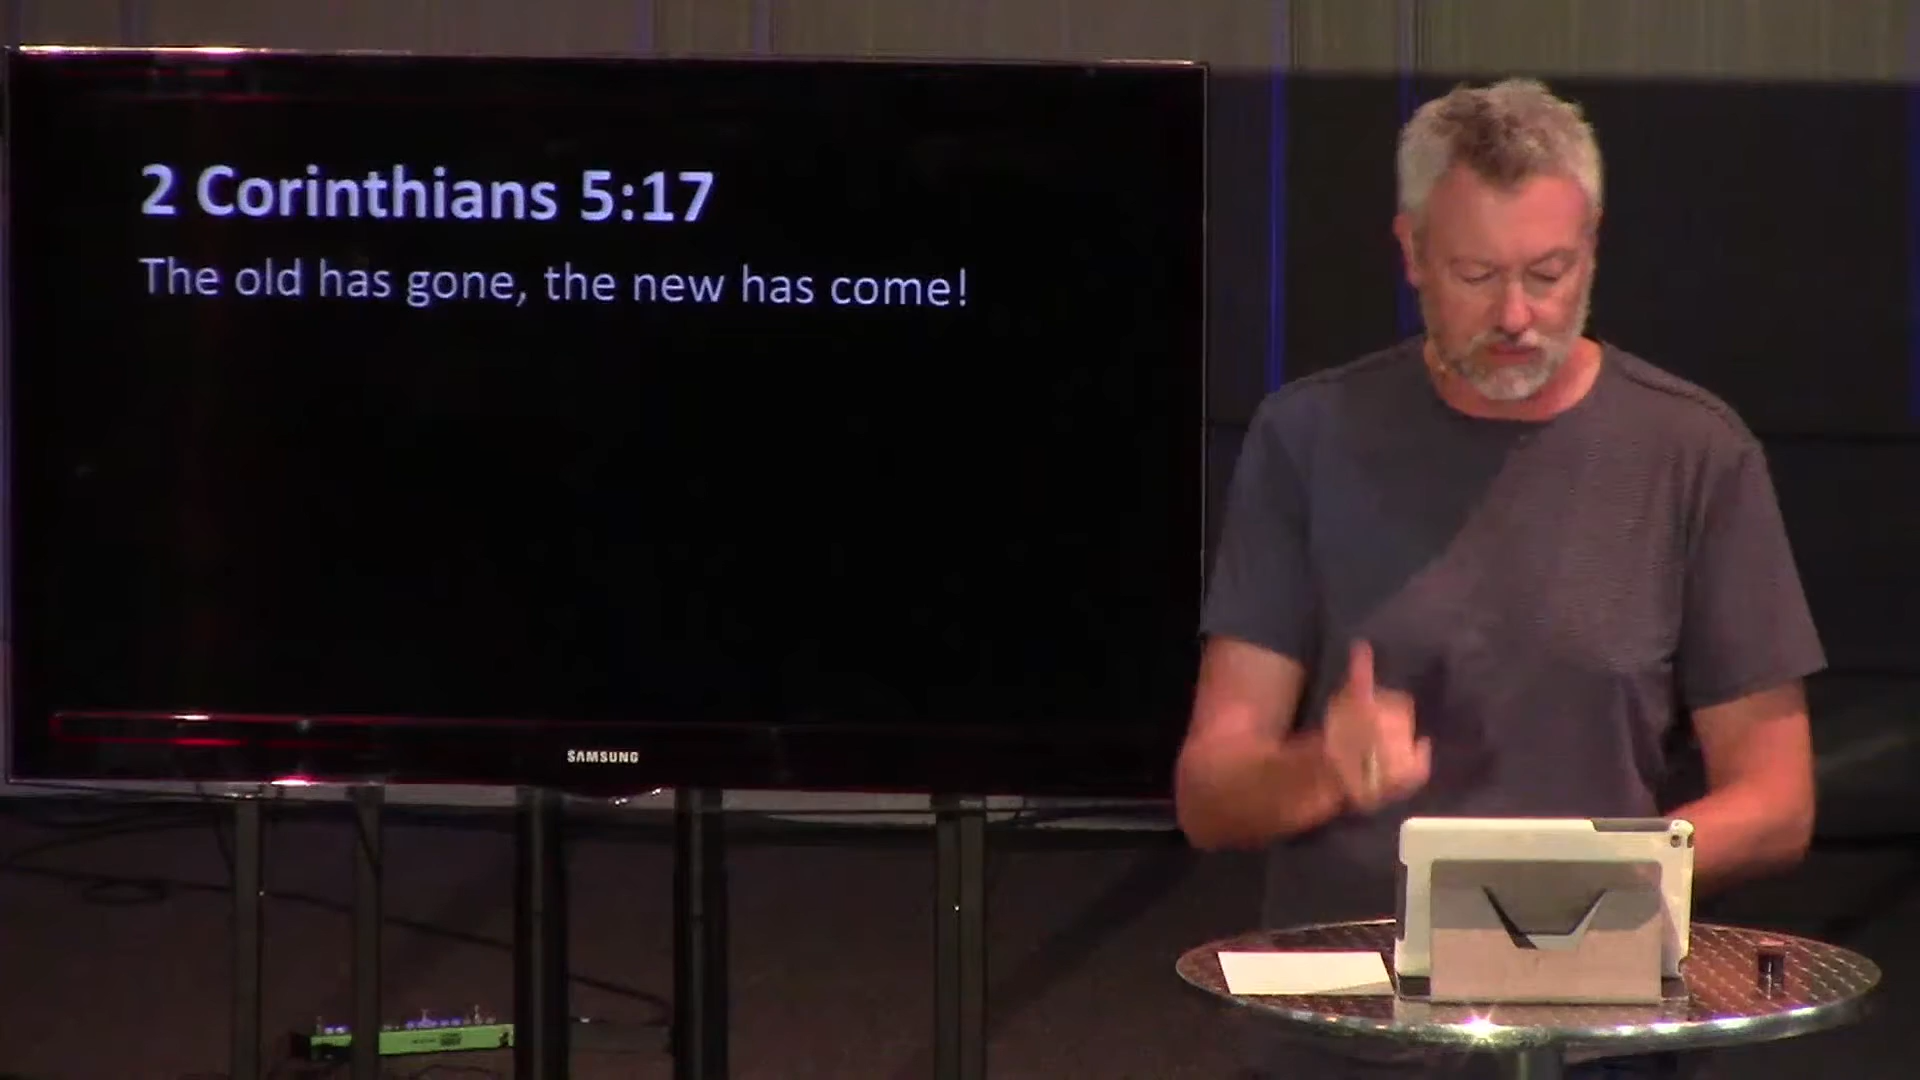 2 Corinthians 5:17
The old has gone, the new has come!
SAMSUNG